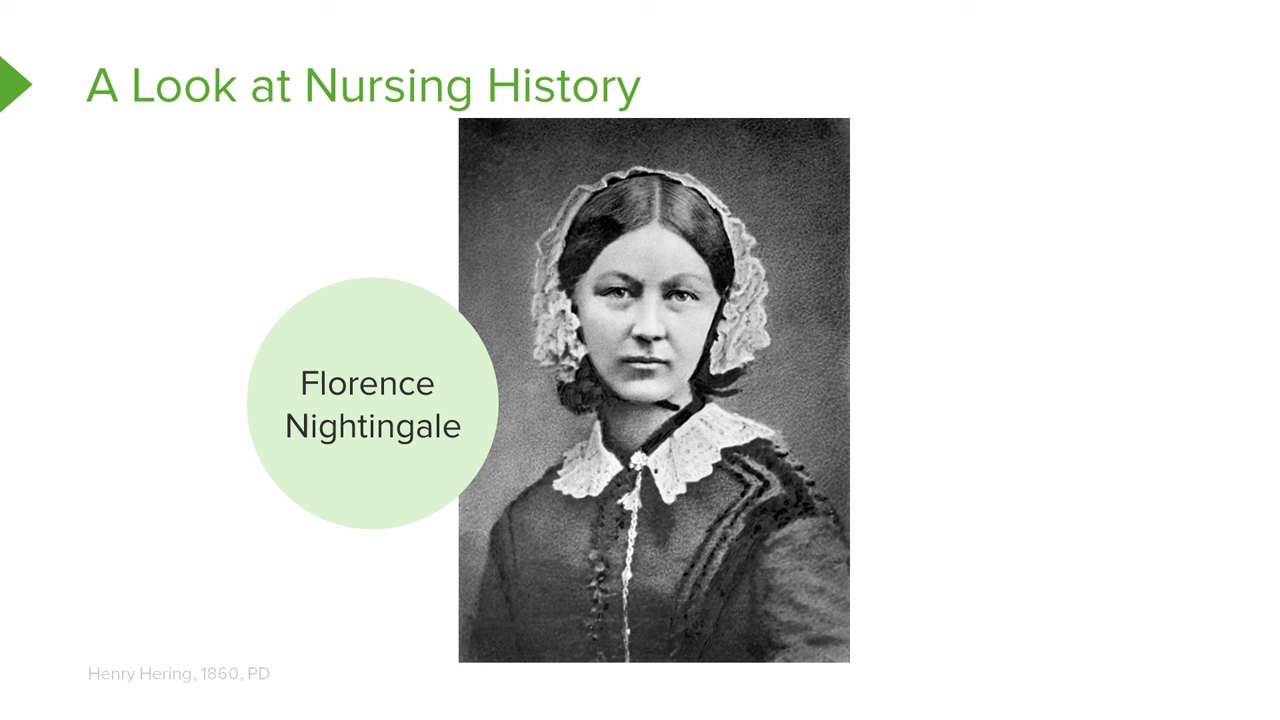 A Look at Nursing History
Florence
Nightingale
Henry Hering, 1860, PD